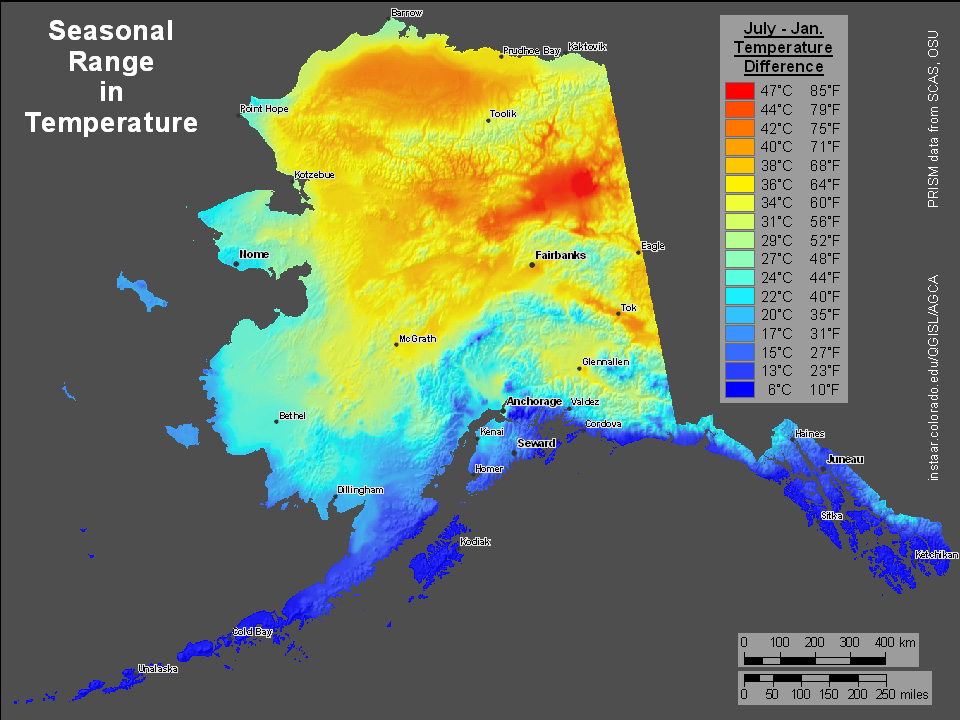 Seasonal
Range
in
Temperature
July - Jan.
Temperature
Difference
47°C 85°F
44°C 79°F
42°C 75°F
40°C 71°F
38°C 68°F
36°C 64°F
34°C 60°F
31°C 56°F
29°C 52°F
27°C 48°F
24°C 44°F
22°C 40°F
20°C 35°F
17°C 31°F
15°C 27°F
13°C 23°F
6°C 10°F
PRISM data from SCAS, OSU
instaar.colorado.edu/QGISL/AGCA
Barrow
Prudhoe Bay
Kaktovik
Point Hope
Toolik
Kotzebue
Nome
Fairbanks
Eagle
Tok
McGrath
Glennallen
Anchorage
Valdez
Bethel
Cordova
Kenai
Seward
Haines
Juneau
Homer
Dillingham
Sitka
Kodiak
Ketchikan
Cold Bay
Unalaska
0 100 200 300 400 km
0 50 100 150 200 250 miles